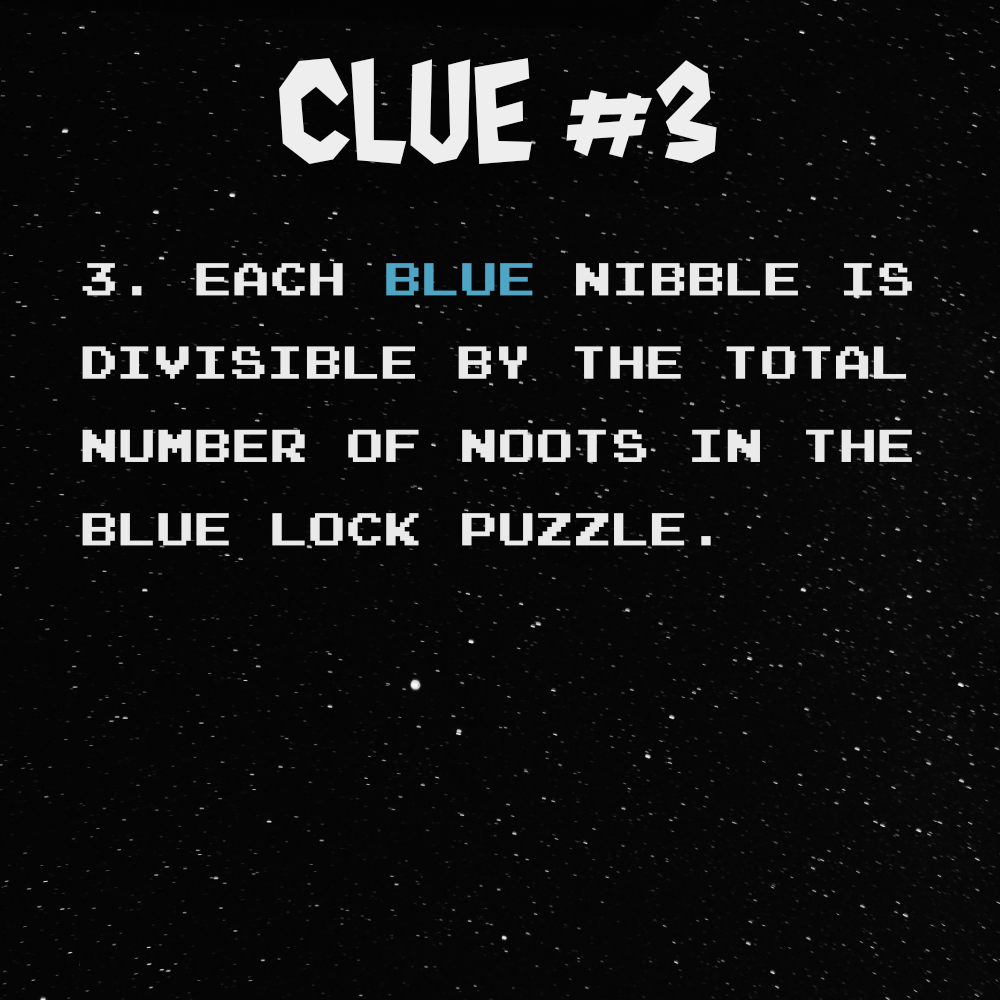 CLUE #3
3. EACH BLUE NIBBLE IS
DIVISIBLE BY THE TOTAL
NUMBER OF NOOTS IN THE
BLUE LOCK PUZZLE.